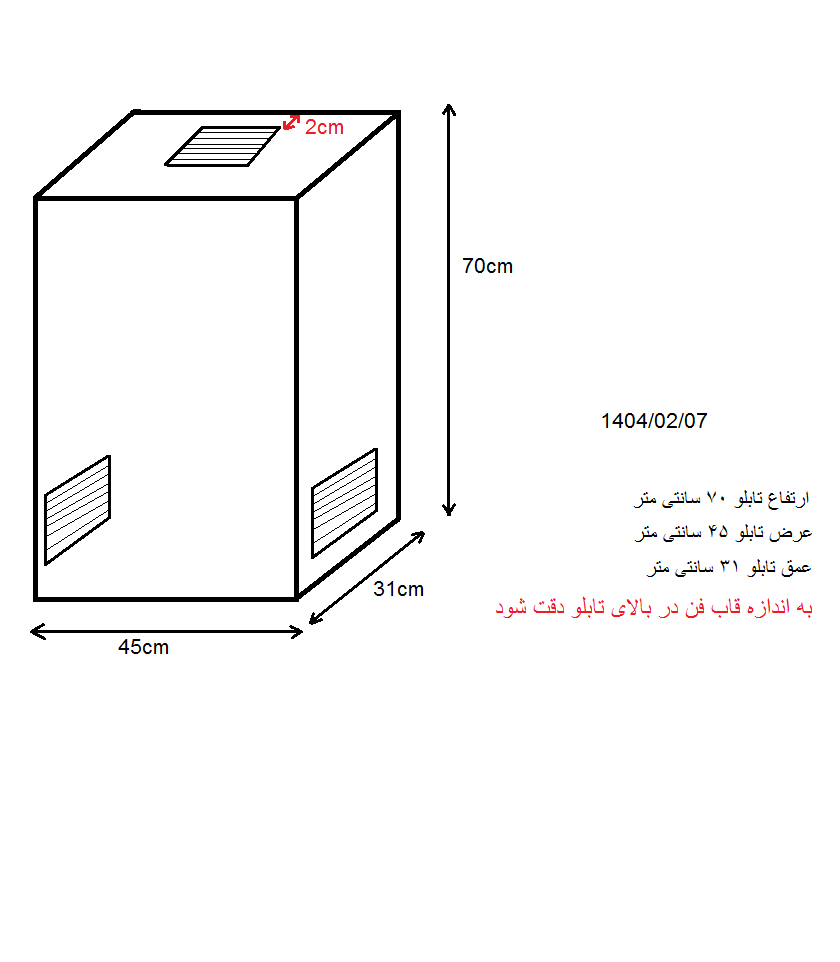 2cm
70cm
1404/02/07
ارتفاع تابلو ۷۰ سانتی متر
عرض تابلو ۴۵ سانتی متر
عمق تابلو ۳۱ سانتی متر
به اندازه قاب فن در بالای تابلو دقت شود
31cm
45cm